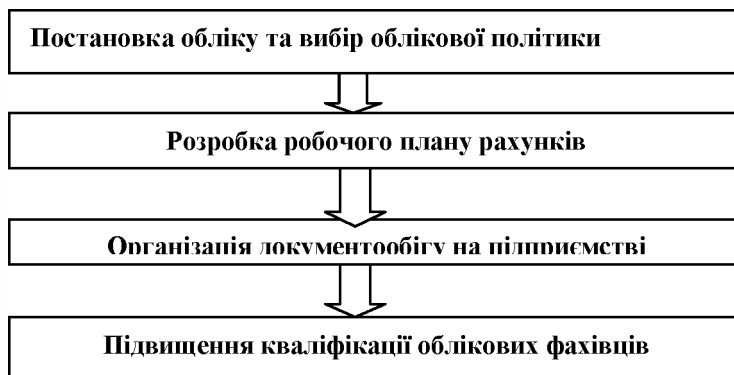 Постановка обліку та вибір облікової політики
Розробка робочого плану рахунків
Організація документообігу на підприємстві
Підвищення кваліфікації облікових фахівців